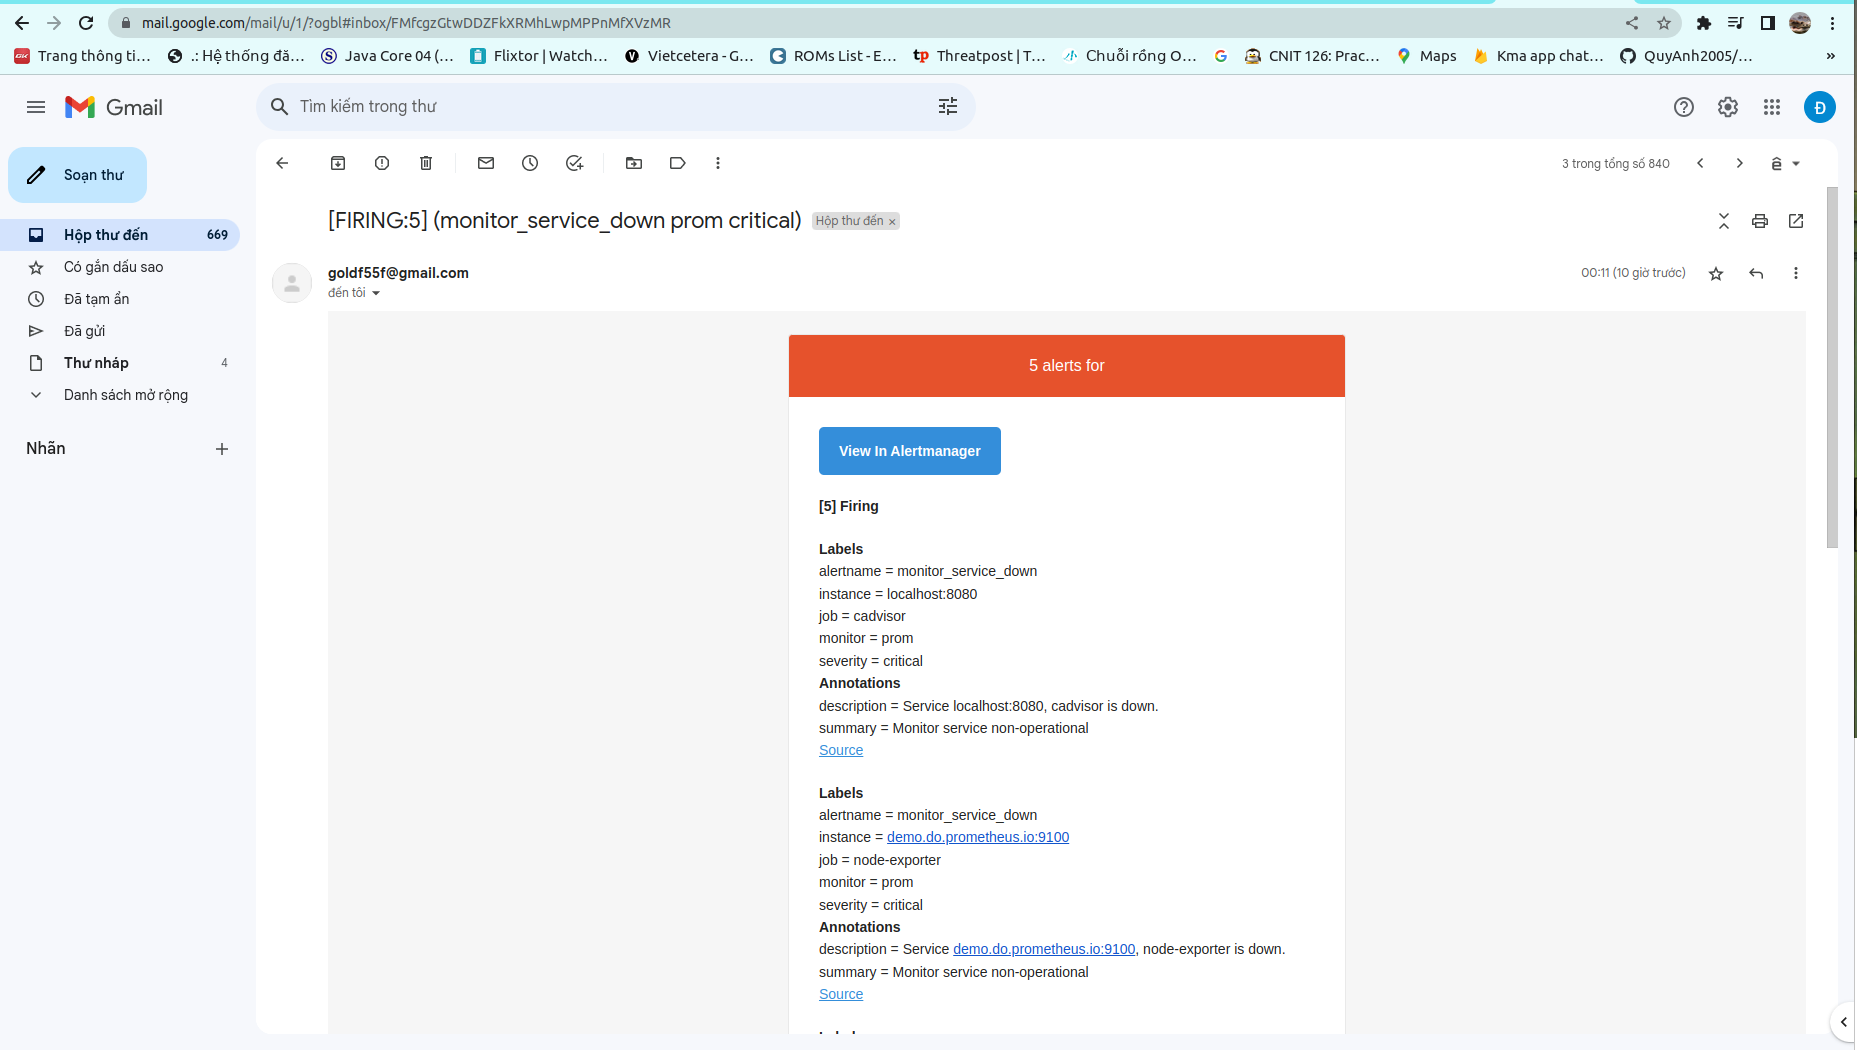 mail.google.com/mail/u/1/?ogbl#inbox/FMfcgzGtwDDZFkXRMhLwpMPPnMfXVzMR
Trang thông ti...
.: Hệ thống đă...
Java Core 04 (...
Flixtor | Watch...
Vietcetera - G...
ROMs List - E...
Threatpost | T...
Chuỗi rồng O...
CNIT 126: Prac...
Maps
Kma app chat...
QuyAnh2005/...
»
Gmail
Tìm kiếm trong thư
Đ
Soạn thư
3 trong tổng số 840
Hộp thư đến 669
Có gắn dấu sao
Đã tạm ẩn
Đã gửi
Thư nháp 4
Danh sách mở rộng
Nhãn
[FIRING:5] (monitor_service_down prom critical)
Hộp thư đến ×
goldf55f@gmail.com
00:11 (10 giờ trước)
đến tôi
5 alerts for
View In Alertmanager
[5] Firing
Labels
alertname = monitor_service_down
instance = localhost:8080
job = cadvisor
monitor = prom
severity = critical
Annotations
description = Service localhost:8080, cadvisor is down.
summary = Monitor service non-operational
Source
Labels
alertname = monitor_service_down
instance = demo.do.prometheus.io:9100
job = node-exporter
monitor = prom
severity = critical
Annotations
description = Service demo.do.prometheus.io:9100, node-exporter is down.
summary = Monitor service non-operational
Source